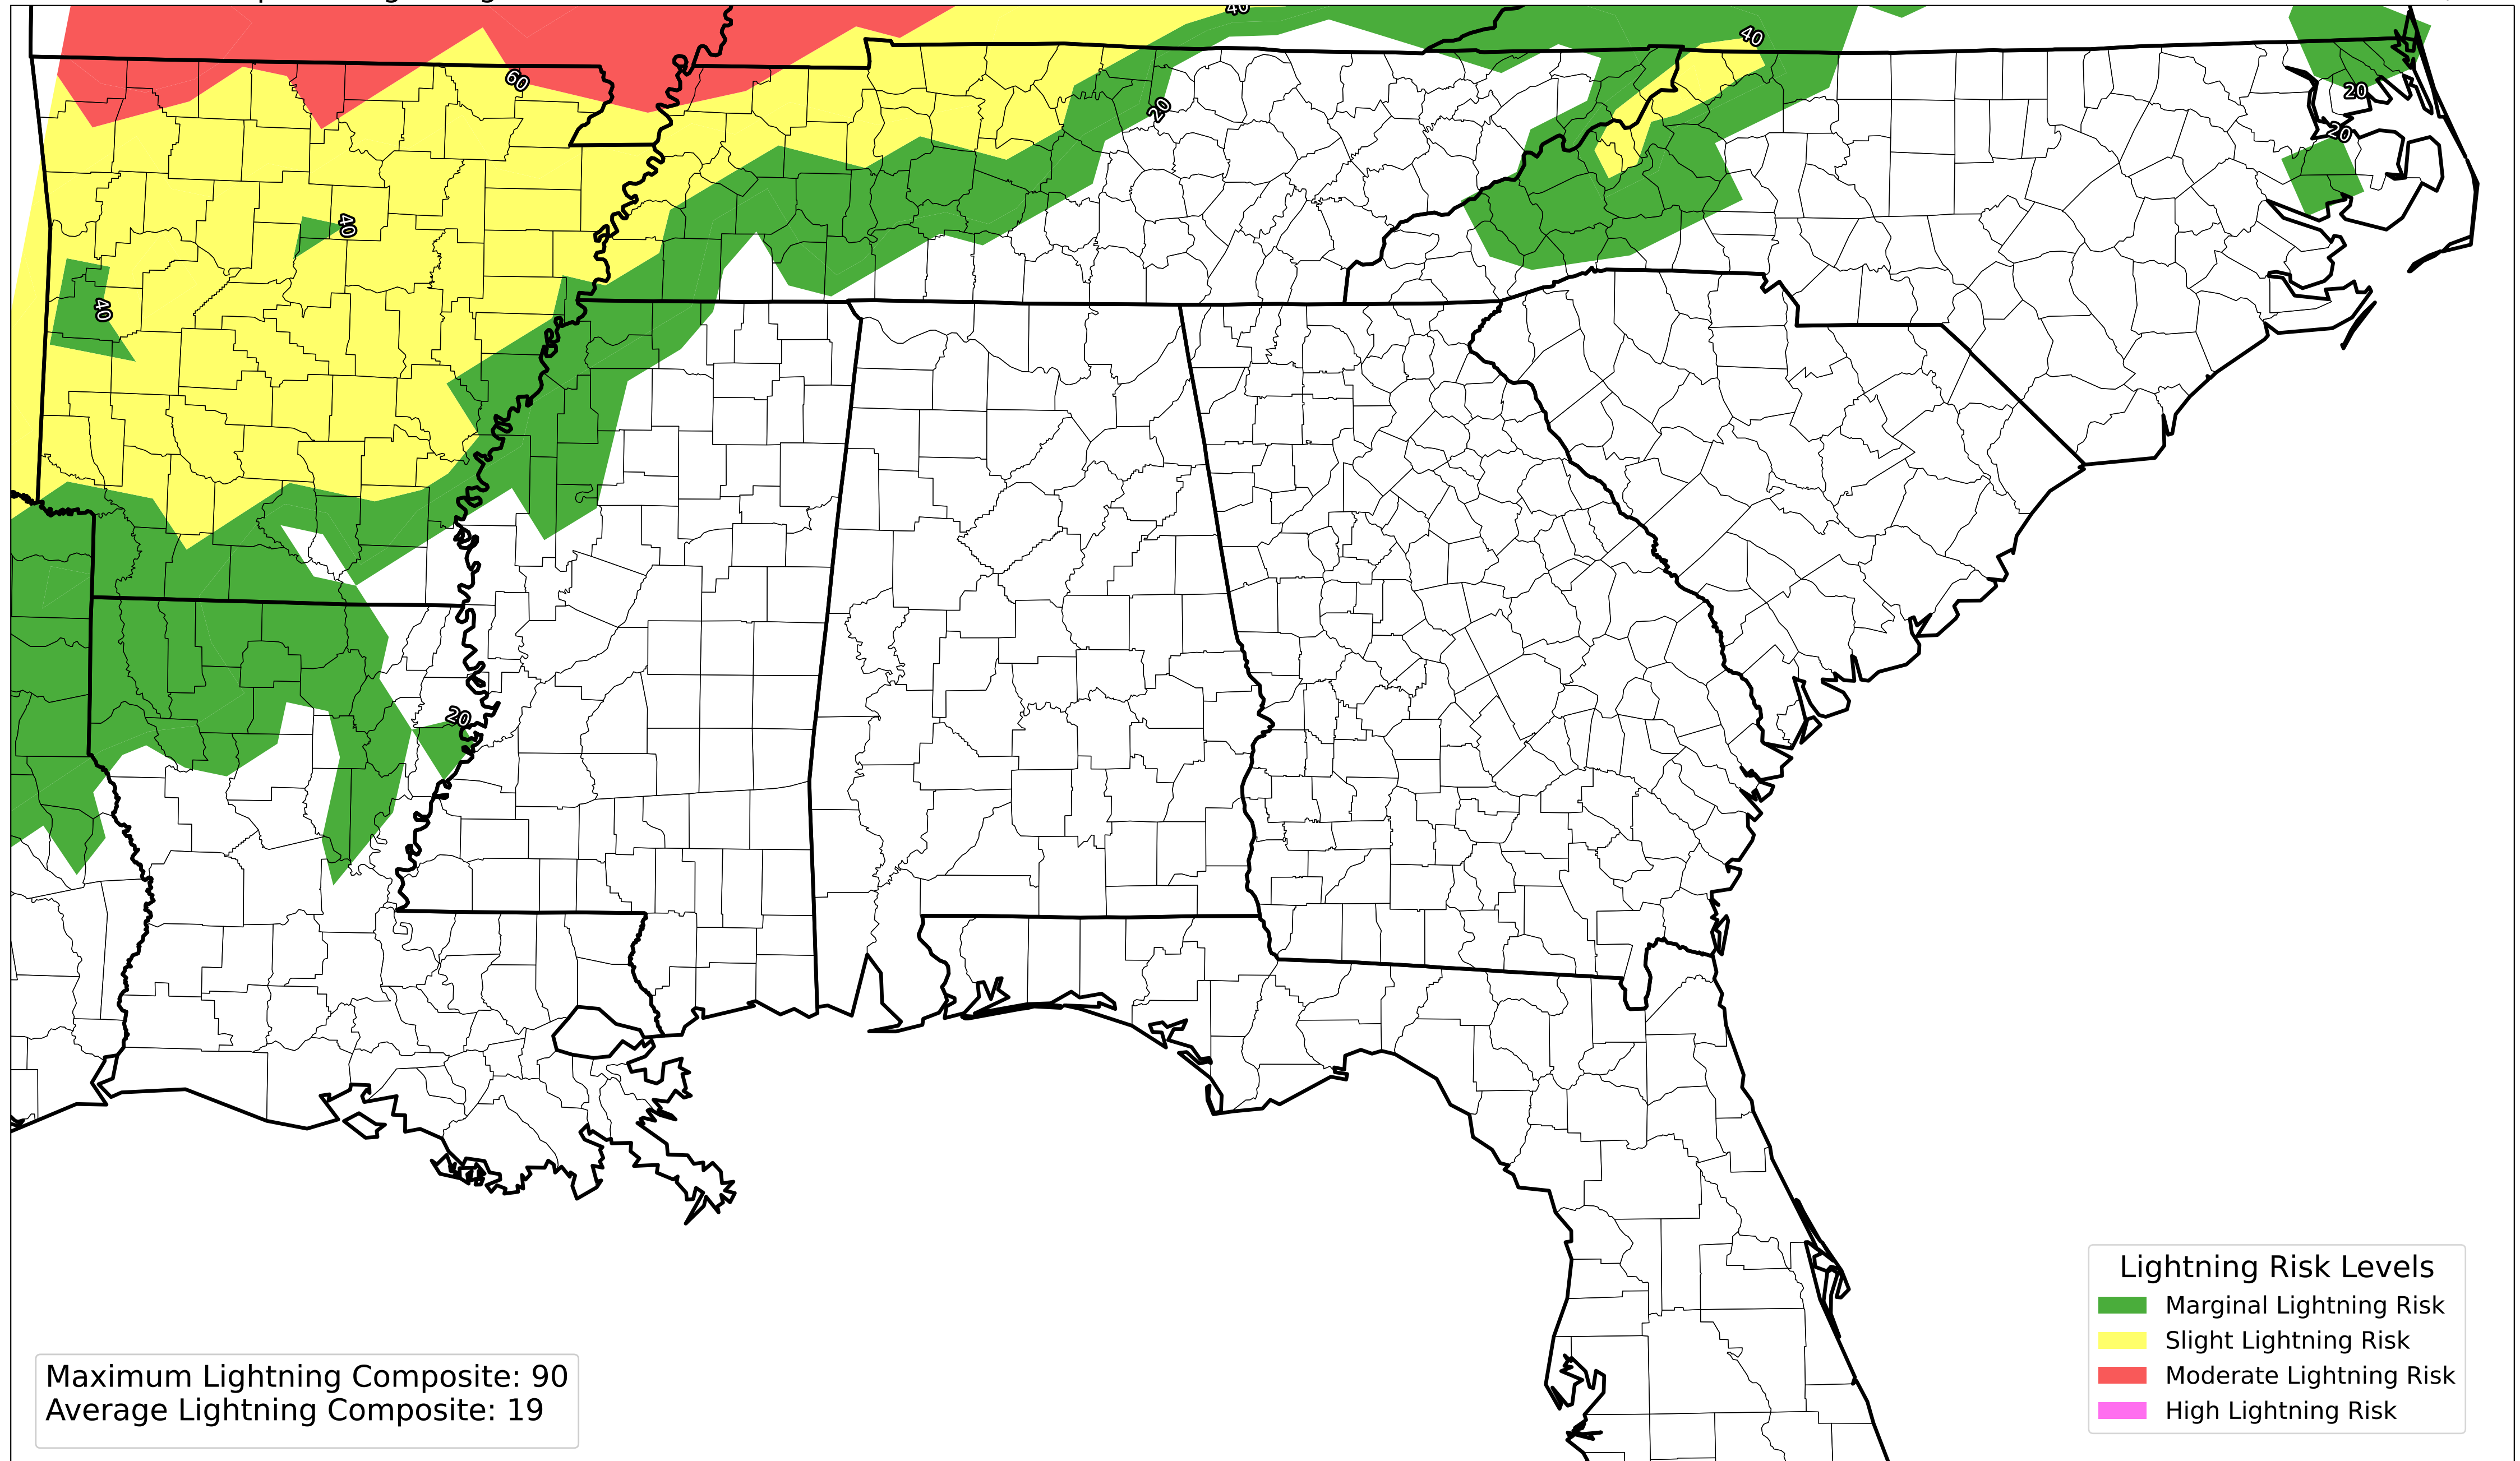 40
40
60
20
20
20
40
40
20
Lightning Risk Levels
Marginal Lightning Risk
Slight Lightning Risk
Moderate Lightning Risk
High Lightning Risk
Maximum Lightning Composite: 90
Average Lightning Composite: 19